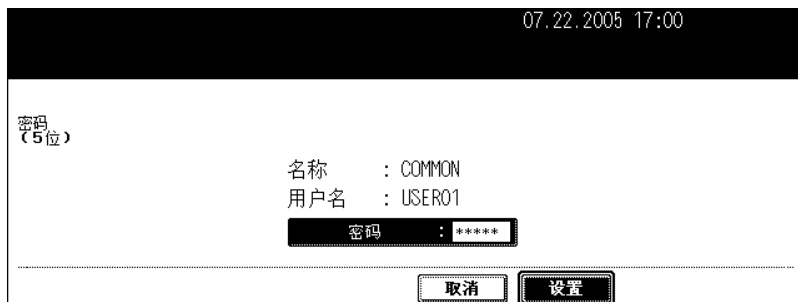 07.22.2005 17:00
密码
(5位)
名称 : COMMON
用户名 : USER01
密码 : *****
取消 设置